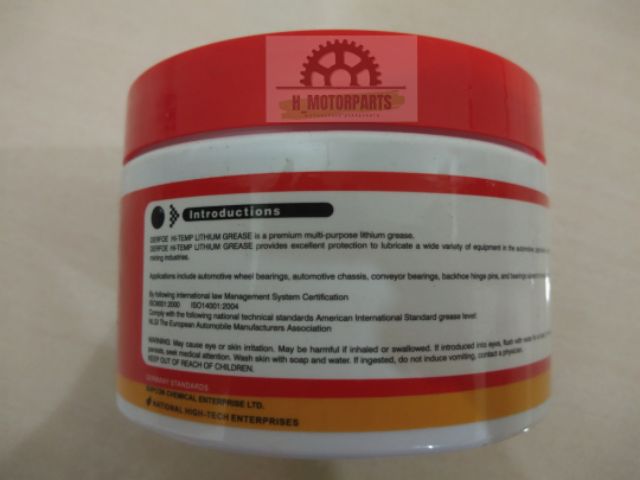 H_MOTORPARTS
Introductions
DERFOE HI-TEMP LITHIUM GREASE is a premium multi-purpose lithium grease.
DERFOE HI-TEMP LITHIUM GREASE provides excellent protection to lubricate a wide variety of equipment in the automotive,
mining industries.
Applications include automotive wheel bearings, automotive chassis, conveyor bearings, backhoe hinge pins, and bearings
By following international law Management System Certification
ISO9001:2000 ISO14001:2004
Comply with the following national technical standards American International Standard grease level:
NLGI The European Automobile Manufacturers Association
WARNING: May cause eye or skin irritation. May be harmful if inhaled or swallowed. If introduced into eyes, flush with water for
persists, seek medical attention. Wash skin with soap and water. If ingested, do not induce vomiting, contact a physician.
KEEP OUT OF REACH OF CHILDREN.
GERMANY STANDARDS
CHEMICAL ENTERPRISE LTD.
NATIONAL HIGH-TECH ENTERPRISES